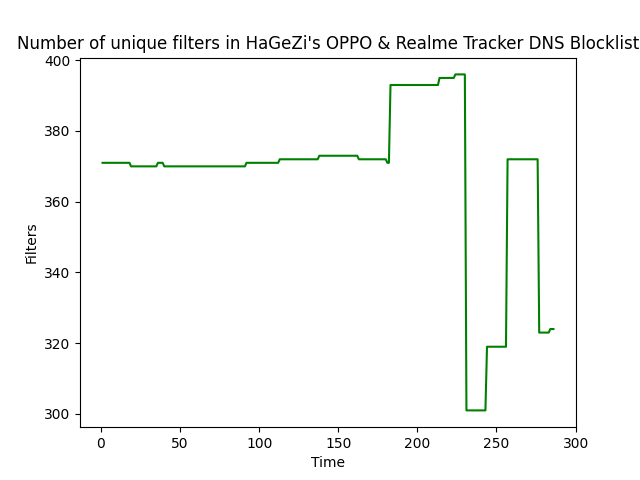 Number of unique filters in HaGeZi's OPPO & Realme Tracker DNS Blocklist
400
380
360
340
320
300
Filters
0 50 100 150 200 250 300
Time